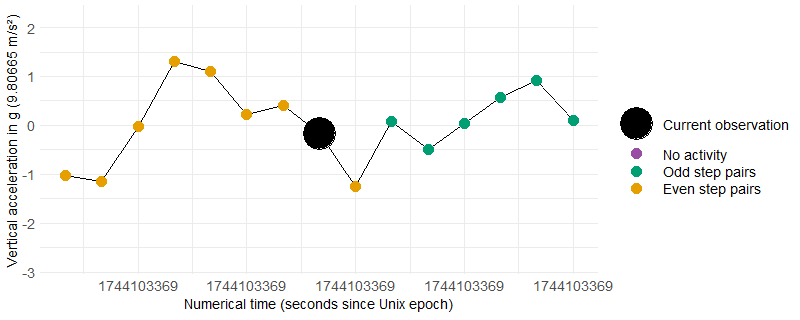 Vertical acceleration in g (9.80665 m/s²)
2
1
0
-1
-2
-3
1744103369 1744103369 1744103369 1744103369 1744103369
Numerical time (seconds since Unix epoch)
Current observation
No activity
Odd step pairs
Even step pairs